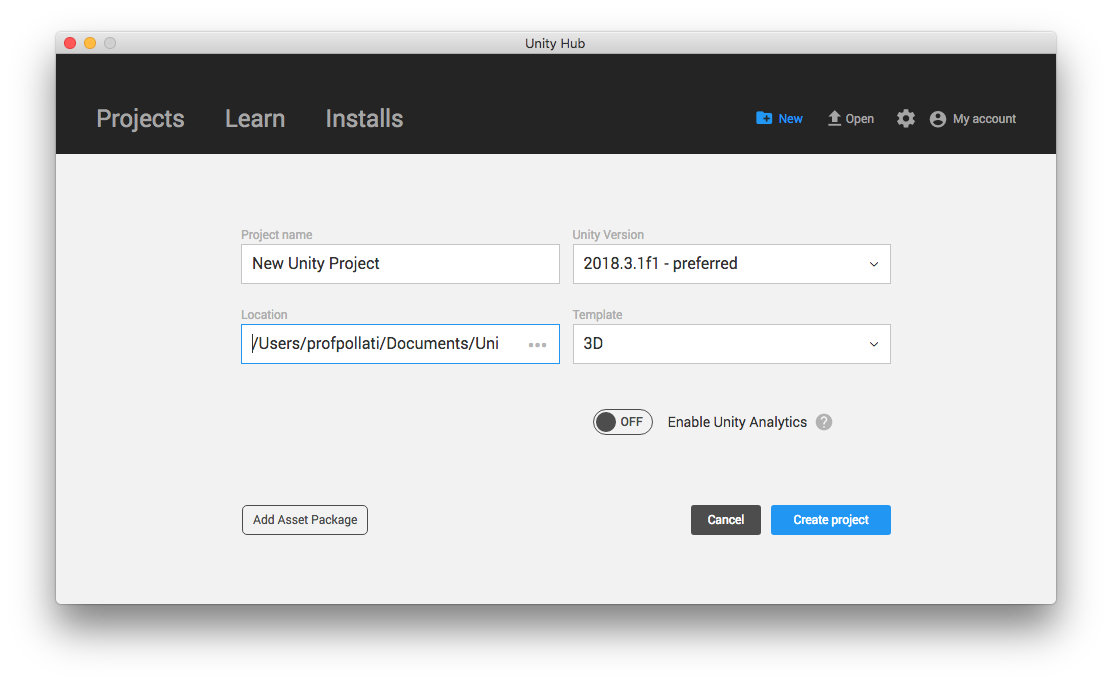 Unity Hub
Projects Learn Installs New Open My account
Project name Unity Version
New Unity Project 2018.3.1f1 - preferred
Location Template
/Users/profpollati/Documents/Uni ••• 3D
OFF Enable Unity Analytics ?
Add Asset Package Cancel Create project